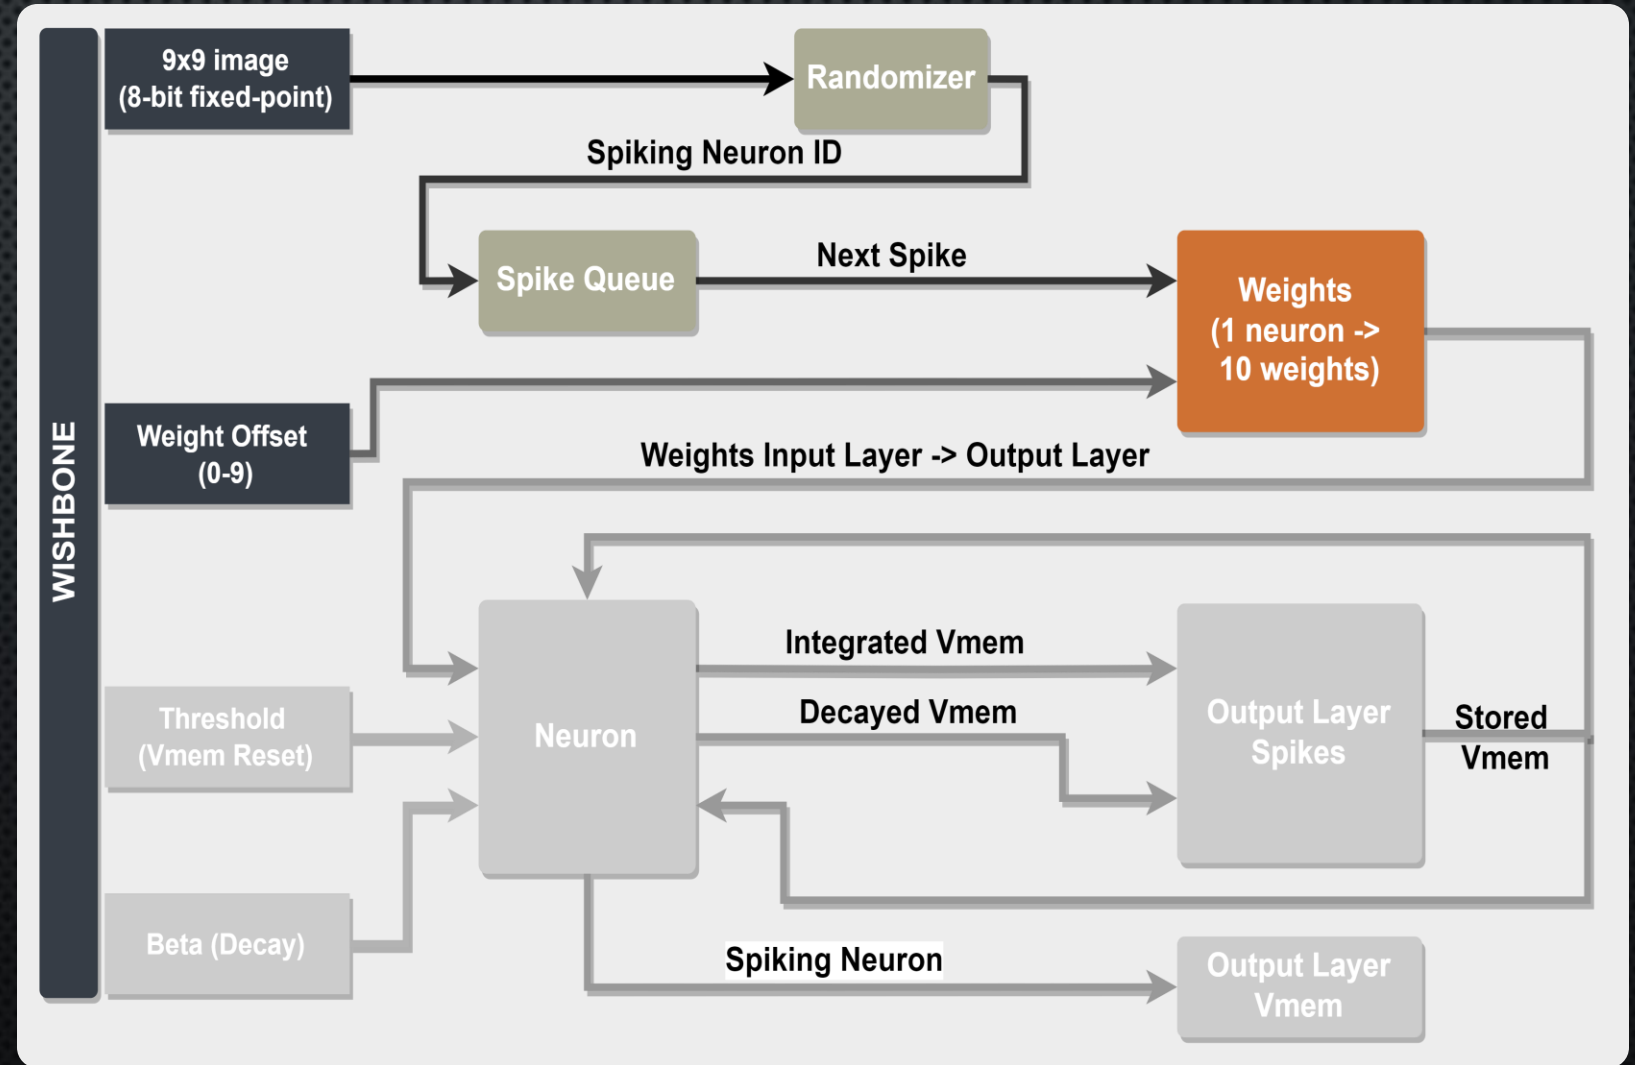 WISHBONE
9x9 image
(8-bit fixed-point)
Randomizer
Spiking Neuron ID
Spike Queue
Next Spike
Weights
(1 neuron ->
10 weights)
Weight Offset
(0-9)
Weights Input Layer -> Output Layer
Threshold
(Vmem Reset)
Neuron
Integrated Vmem
Decayed Vmem
Output Layer
Spikes
Stored
Vmem
Beta (Decay)
Spiking Neuron
Output Layer
Vmem